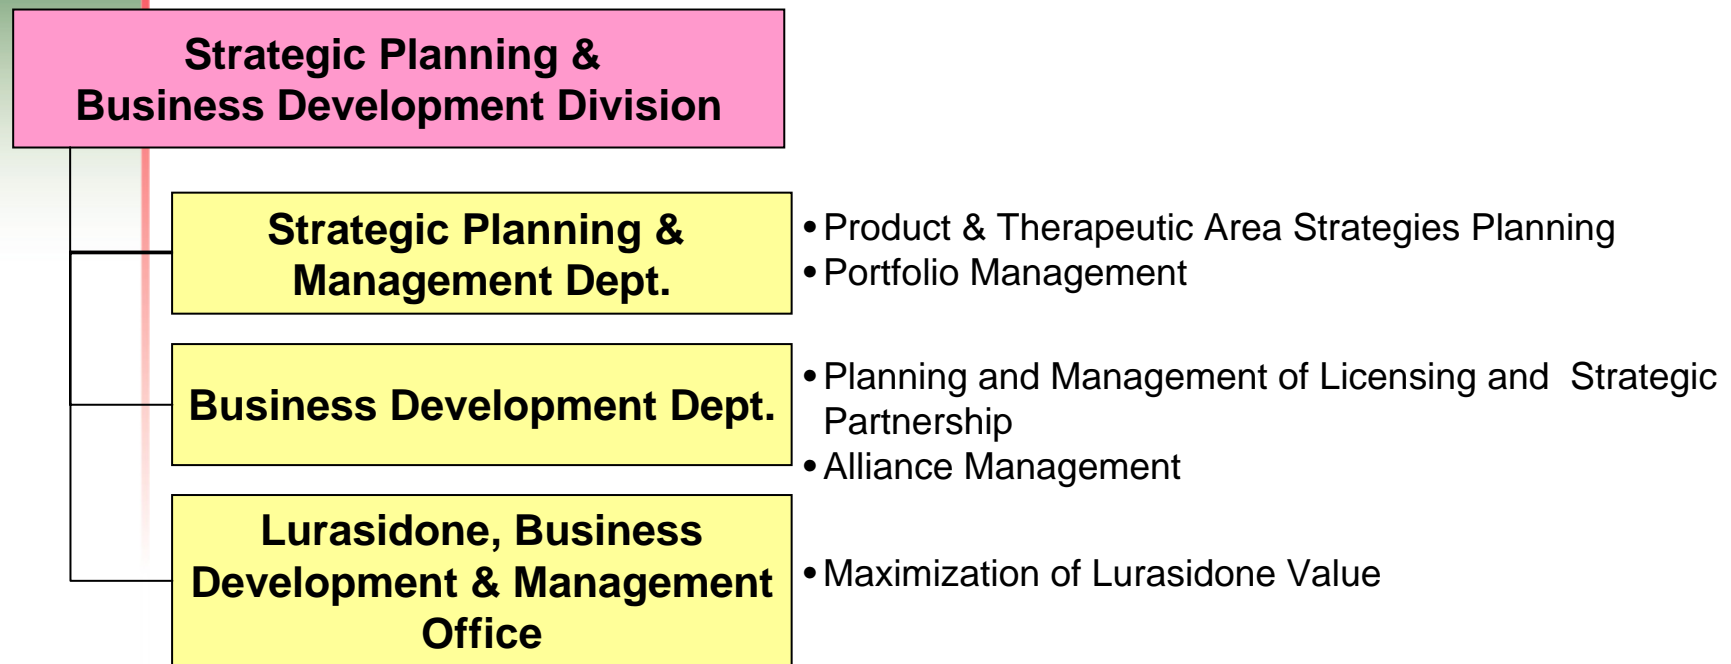 Strategic Planning &
Business Development Division
Strategic Planning &
Management Dept.
• Product & Therapeutic Area Strategies Planning
• Portfolio Management
Business Development Dept.
• Planning and Management of Licensing and Strategic
Partnership
• Alliance Management
Lurasidone, Business
Development & Management
Office
• Maximization of Lurasidone Value